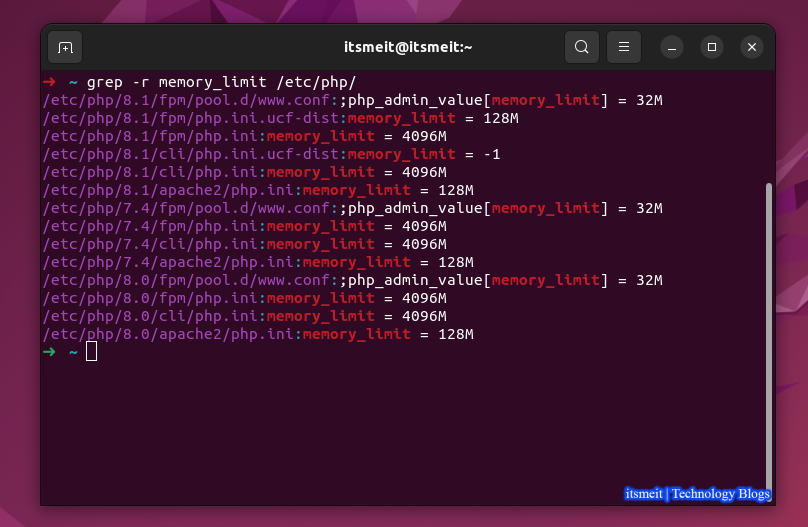 itsmeit@itsmeit:~
➜ ~ grep -r memory_limit /etc/php/
/etc/php/8.1/fpm/pool.d/www.conf:;php_admin_value[memory_limit] = 32M
/etc/php/8.1/fpm/php.ini.ucf-dist:memory_limit = 128M
/etc/php/8.1/fpm/php.ini:memory_limit = 4096M
/etc/php/8.1/cli/php.ini.ucf-dist:memory_limit = -1
/etc/php/8.1/cli/php.ini:memory_limit = 4096M
/etc/php/8.1/apache2/php.ini:memory_limit = 128M
/etc/php/7.4/fpm/pool.d/www.conf:;php_admin_value[memory_limit] = 32M
/etc/php/7.4/fpm/php.ini:memory_limit = 4096M
/etc/php/7.4/cli/php.ini:memory_limit = 4096M
/etc/php/7.4/apache2/php.ini:memory_limit = 128M
/etc/php/8.0/fpm/pool.d/www.conf:;php_admin_value[memory_limit] = 32M
/etc/php/8.0/fpm/php.ini:memory_limit = 4096M
/etc/php/8.0/cli/php.ini:memory_limit = 4096M
/etc/php/8.0/apache2/php.ini:memory_limit = 128M
➜ ~
itsmeit | Technology Blogs